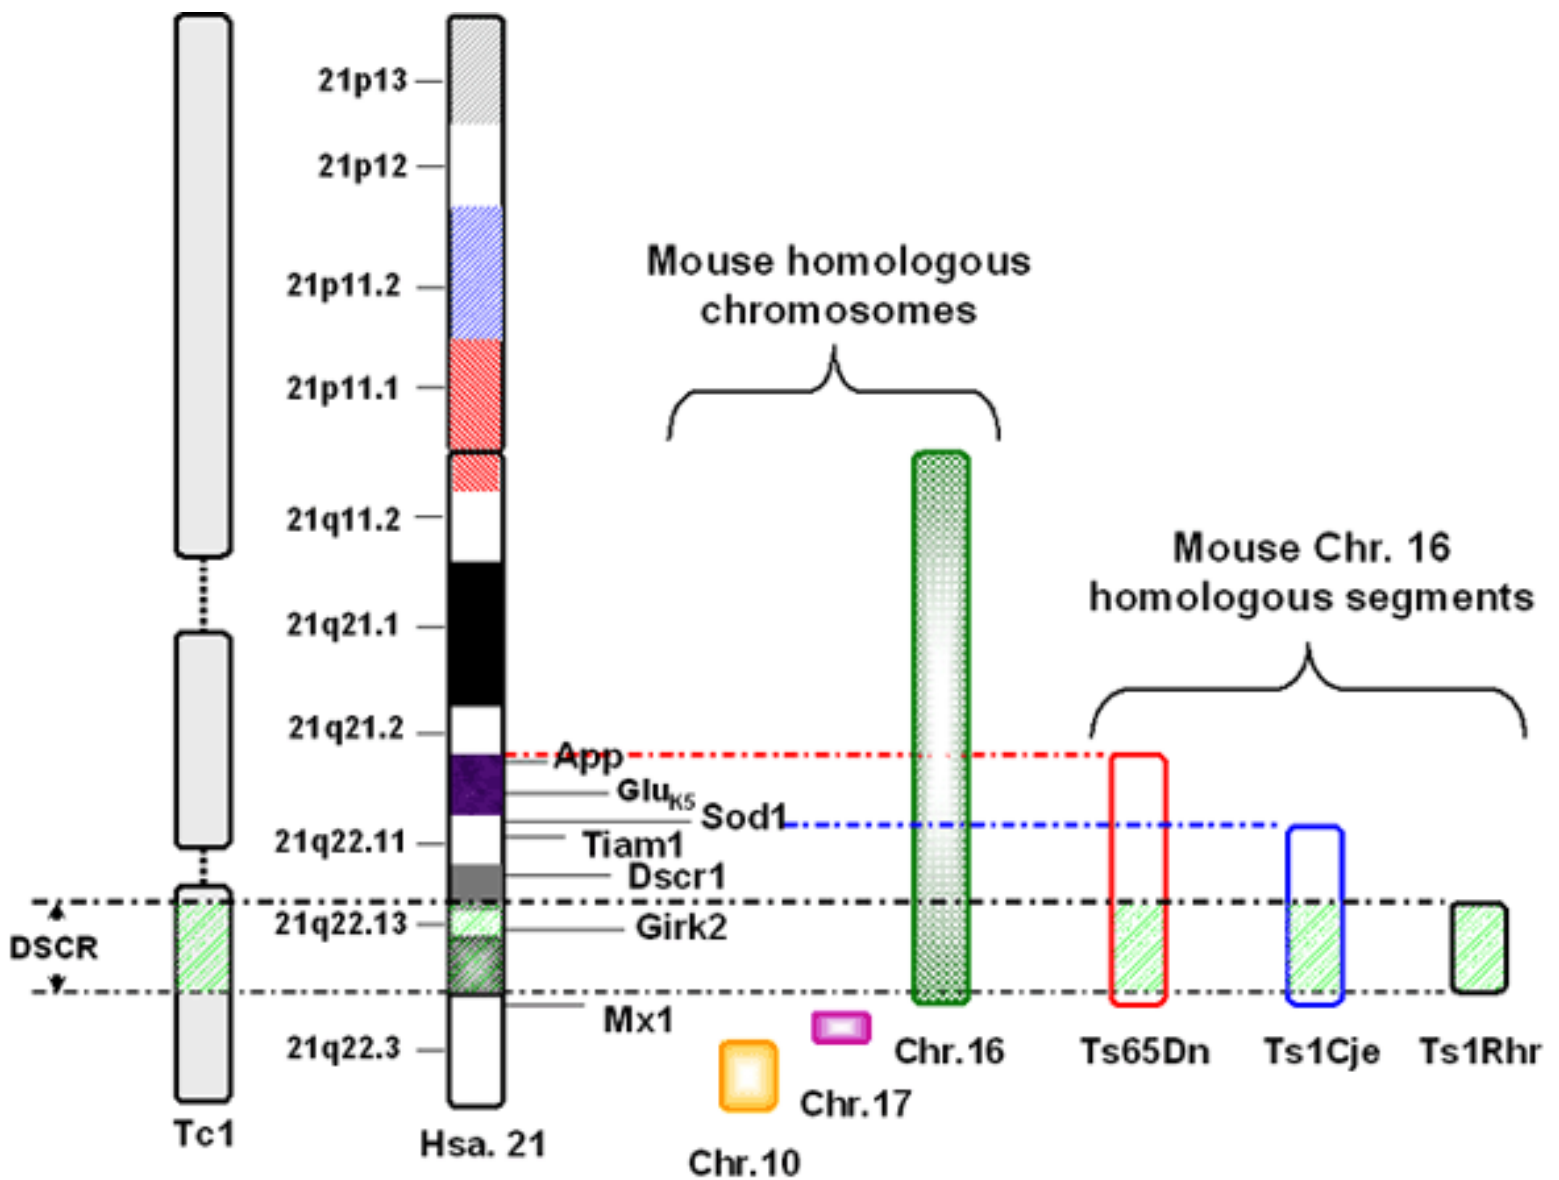 21p13
21p12
21p11.2
21p11.1
21q11.2
21q21.1
21q21.2
21q22.11
21q22.13
21q22.3
DSCR
Tc1
Hsa. 21
App
GluK5
Sod1
Tiam1
Dscr1
Girk2
Mx1
Mouse homologous
chromosomes
Chr.10
Chr.17
Chr.16
Mouse Chr. 16
homologous segments
Ts65Dn
Ts1Cje
Ts1Rhr